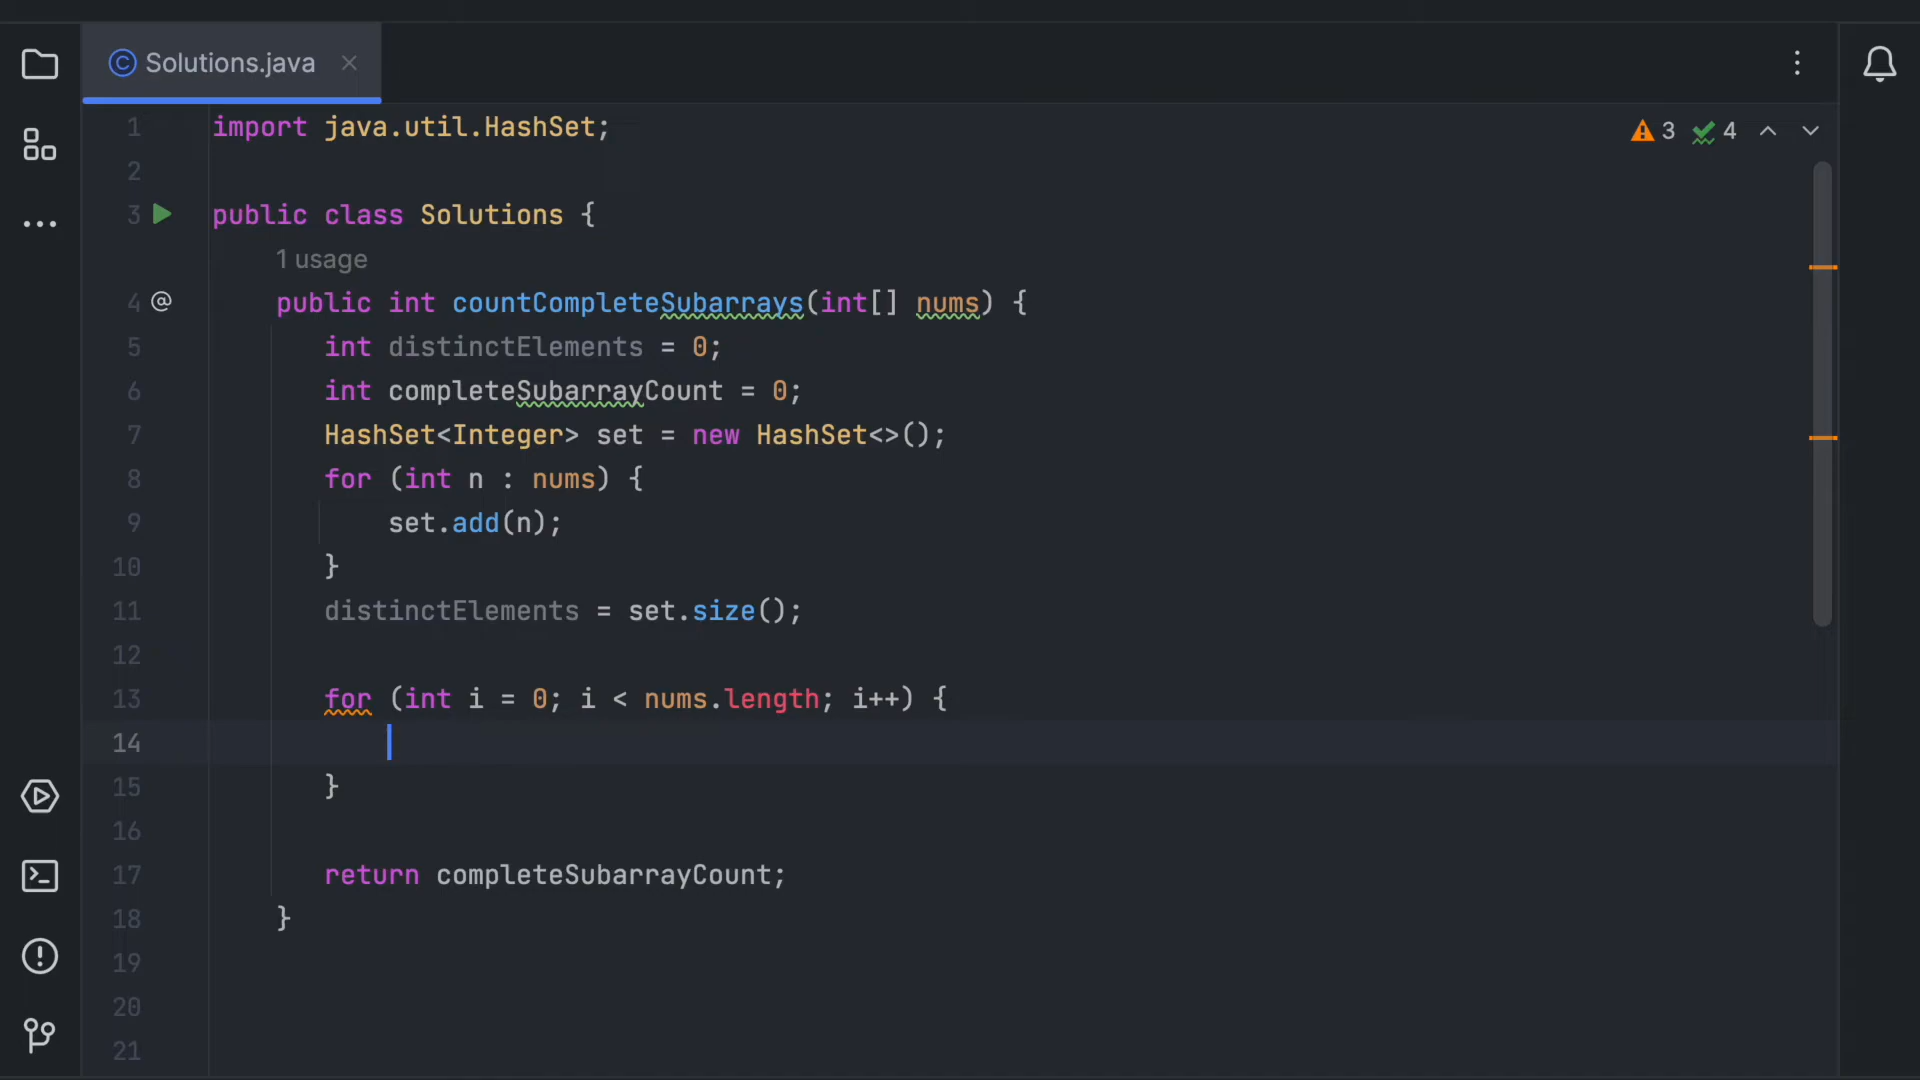 Solutions.java
3 4
1 import java.util.HashSet;
2
3 public class Solutions {
1 usage
4 @ public int countCompleteSubarrays(int[] nums) {
5 int distinctElements = 0;
6 int completeSubarrayCount = 0;
7 HashSet<Integer> set = new HashSet<>();
8 for (int n : nums) {
9 set.add(n);
10 }
11 distinctElements = set.size();
12
13 for (int i = 0; i < nums.length; i++) {
14
15 }
16
17 return completeSubarrayCount;
18 }
19
20
21